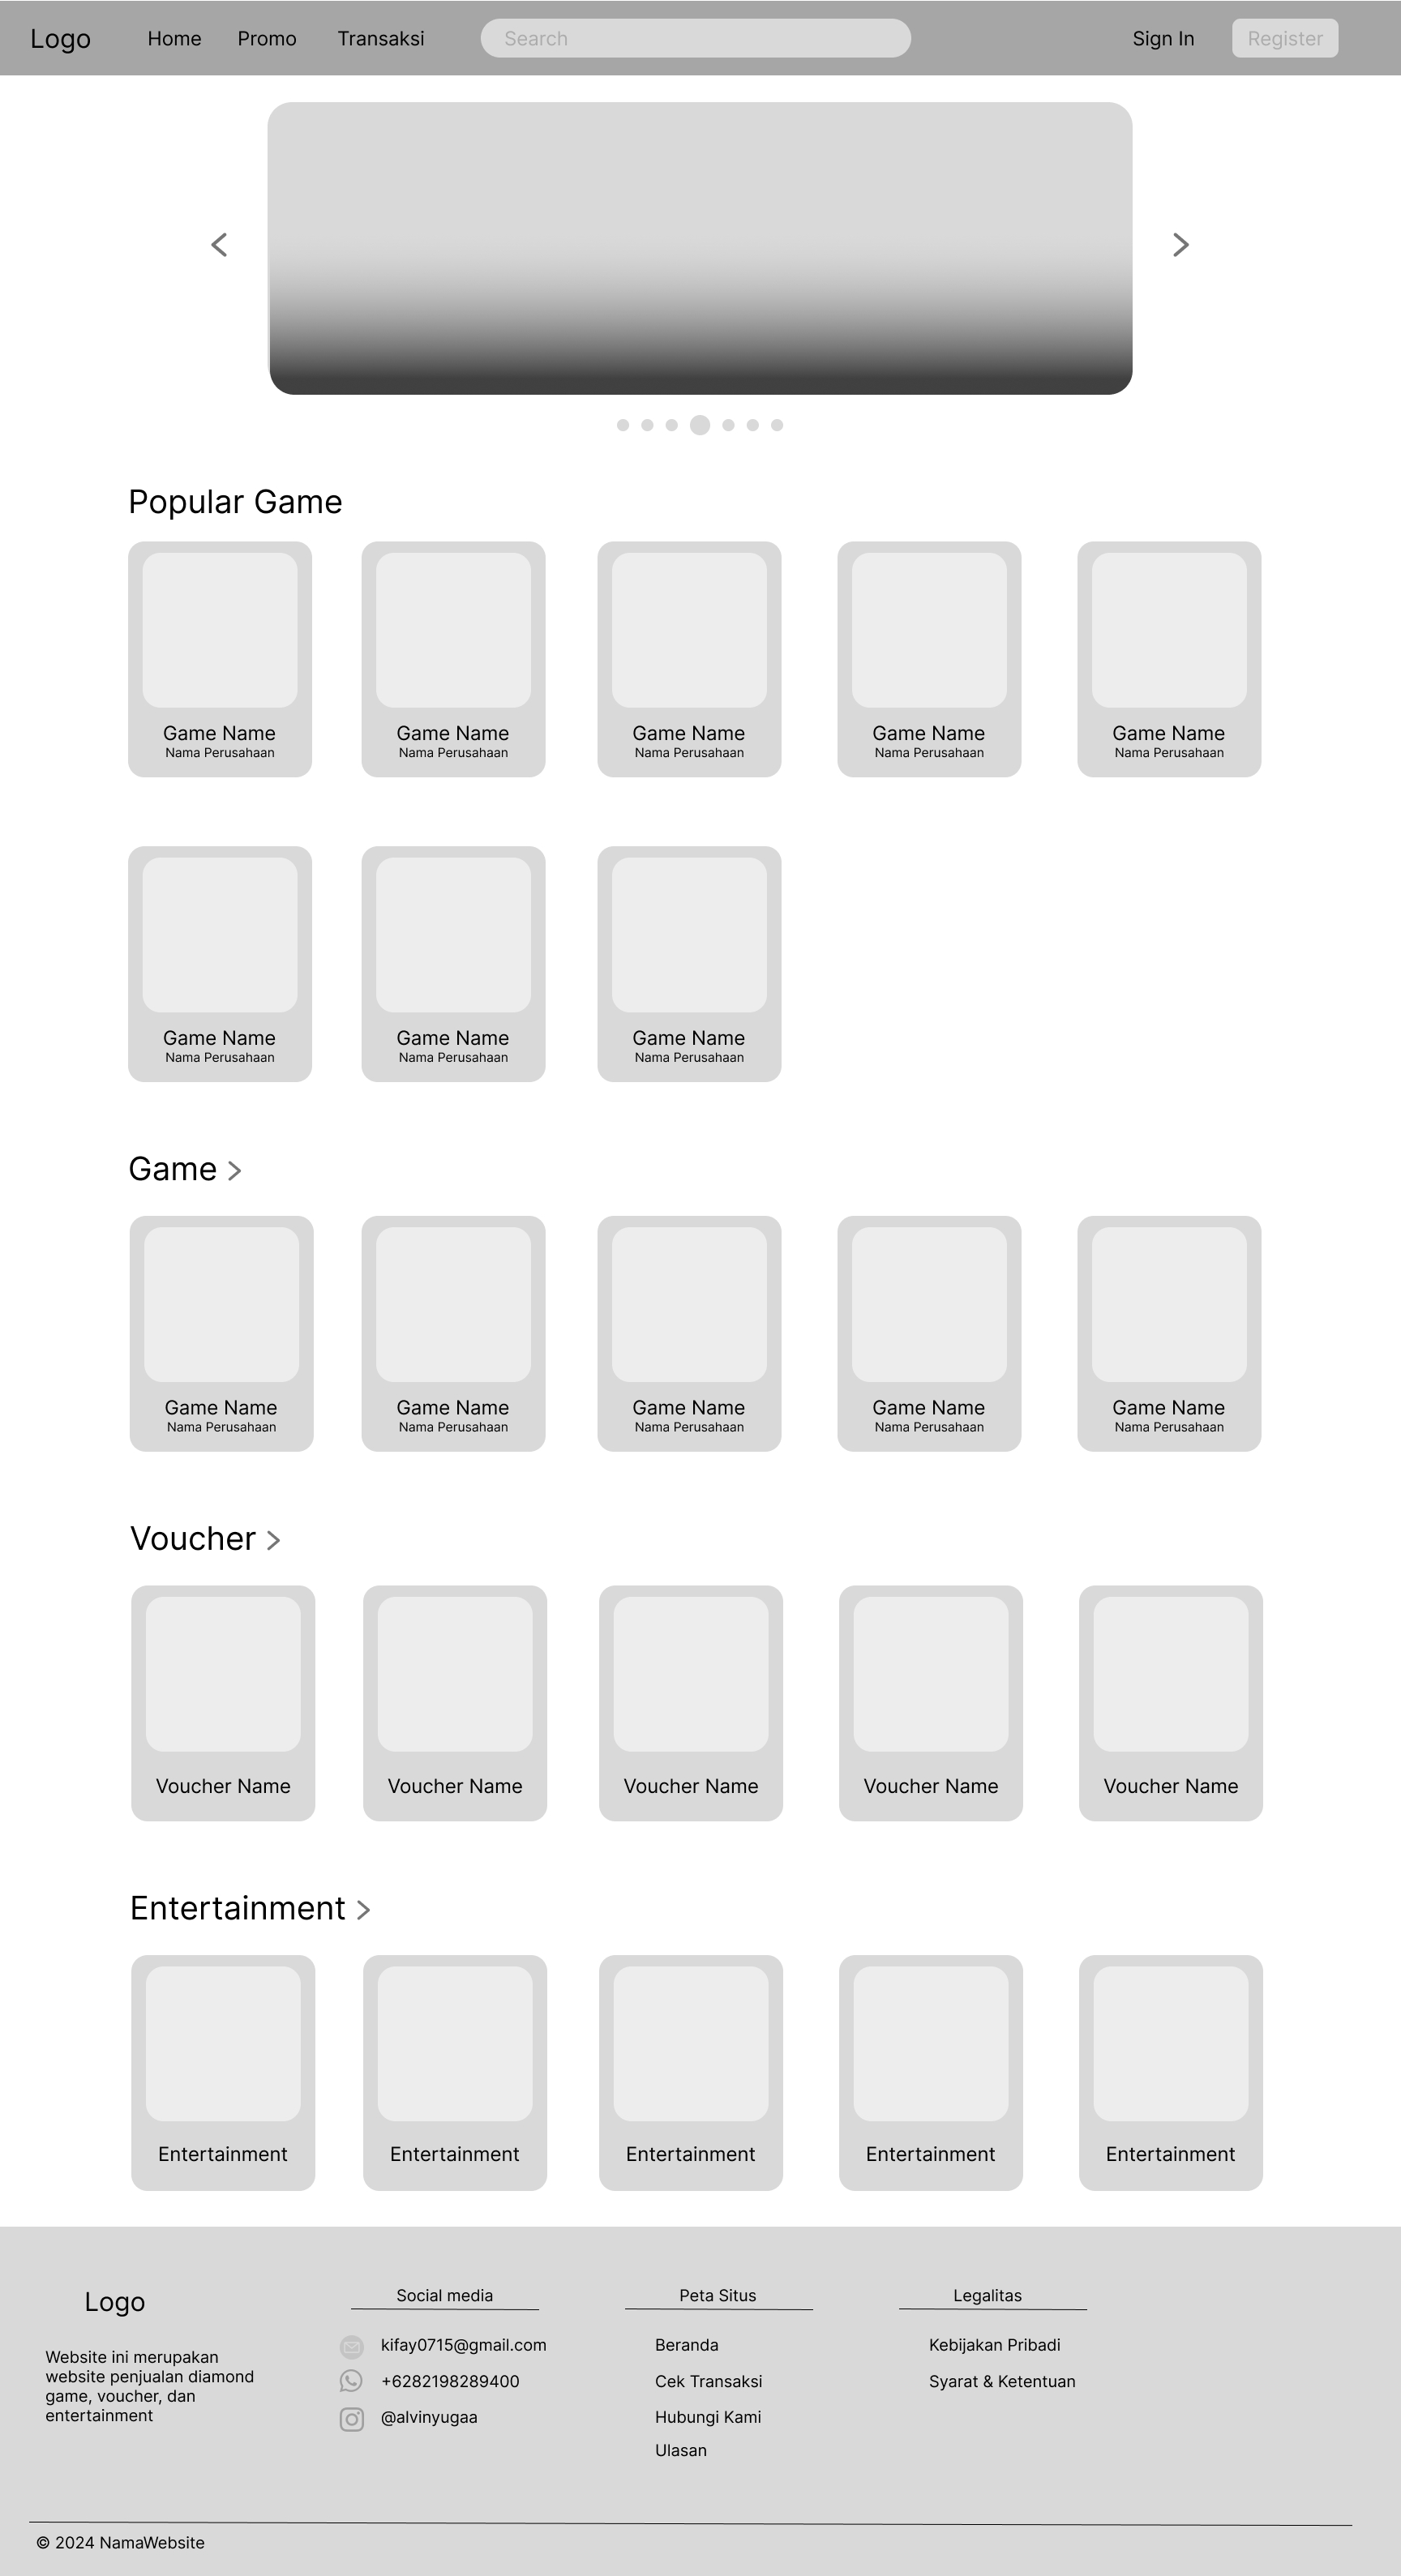 Logo
Home
Promo
Transaksi
Search
Sign In
Register
Popular Game
Game Name
Nama Perusahaan
Game Name
Nama Perusahaan
Game Name
Nama Perusahaan
Game Name
Nama Perusahaan
Game Name
Nama Perusahaan
Game Name
Nama Perusahaan
Game Name
Nama Perusahaan
Game Name
Nama Perusahaan
Game
Game Name
Nama Perusahaan
Game Name
Nama Perusahaan
Game Name
Nama Perusahaan
Game Name
Nama Perusahaan
Game Name
Nama Perusahaan
Voucher
Voucher Name
Voucher Name
Voucher Name
Voucher Name
Voucher Name
Entertainment
Entertainment
Entertainment
Entertainment
Entertainment
Entertainment
Logo
Website ini merupakan
website penjualan diamond
game, voucher, dan
entertainment
Social media
kifay0715@gmail.com
+6282198289400
@alvinyugaa
Peta Situs
Beranda
Cek Transaksi
Hubungi Kami
Ulasan
Legalitas
Kebijakan Pribadi
Syarat & Ketentuan
© 2024 NamaWebsite